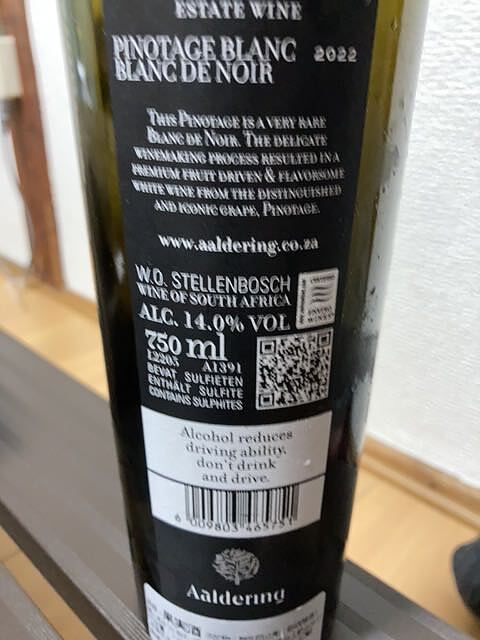 ESTATE WINE
PINOTAGE BLANC 2022
BLANC DE NOIR
THIS PINOTAGE IS A VERY RARE
BLANC DE NOIR. THE DELICATE
WINEMAKING PROCESS RESULTED IN A
PREMIUM FRUIT DRIVEN & FLAVORSOME
WHITE WINE FROM THE DISTINGUISHED
AND ICONIC GRAPE, PINOTAGE.
www.aaldering.co.za
W.O. STELLENBOSCH
WINE OF SOUTH AFRICA
ALC. 14.0% VOL
750 ml
L2203 A1391
BEVAT SULFIETEN
ENTHÄLT SULFITE
CONTAINS SULPHITES
Alcohol reduces
driving ability,
don't drink
and drive.
6 009803 465751
Aaldering